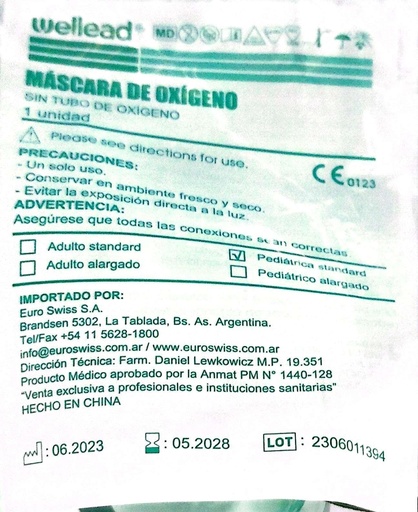 wellead®
MD
MÁSCARA DE OXÍGENO
SIN TUBO DE OXÍGENO
1 unidad
Please see directions for use.
CE 0123
PRECAUCIONES:
- Un solo uso.
- Conservar en ambiente fresco y seco.
- Evitar la exposición directa a la luz.
ADVERTENCIA:
Asegúrese que todas las conexiones sean correctas
Adulto standard
Pediátrica standard
Adulto alargado
Pediátrico alargado
IMPORTADO POR:
Euro Swiss S.A.
Brandsen 5302, La Tablada, Bs. As. Argentina.
Tel/Fax +54 11 5628-1800
info@euroswiss.com.ar / www.euroswiss.com.ar
Dirección Técnica: Farm. Daniel Lewkowicz M.P. 19.351
Producto Médico aprobado por la Anmat PM N° 1440-128
"Venta exclusiva a profesionales e instituciones sanitarias"
HECHO EN CHINA
: 06.2023 : 05.2028 LOT : 2306011394